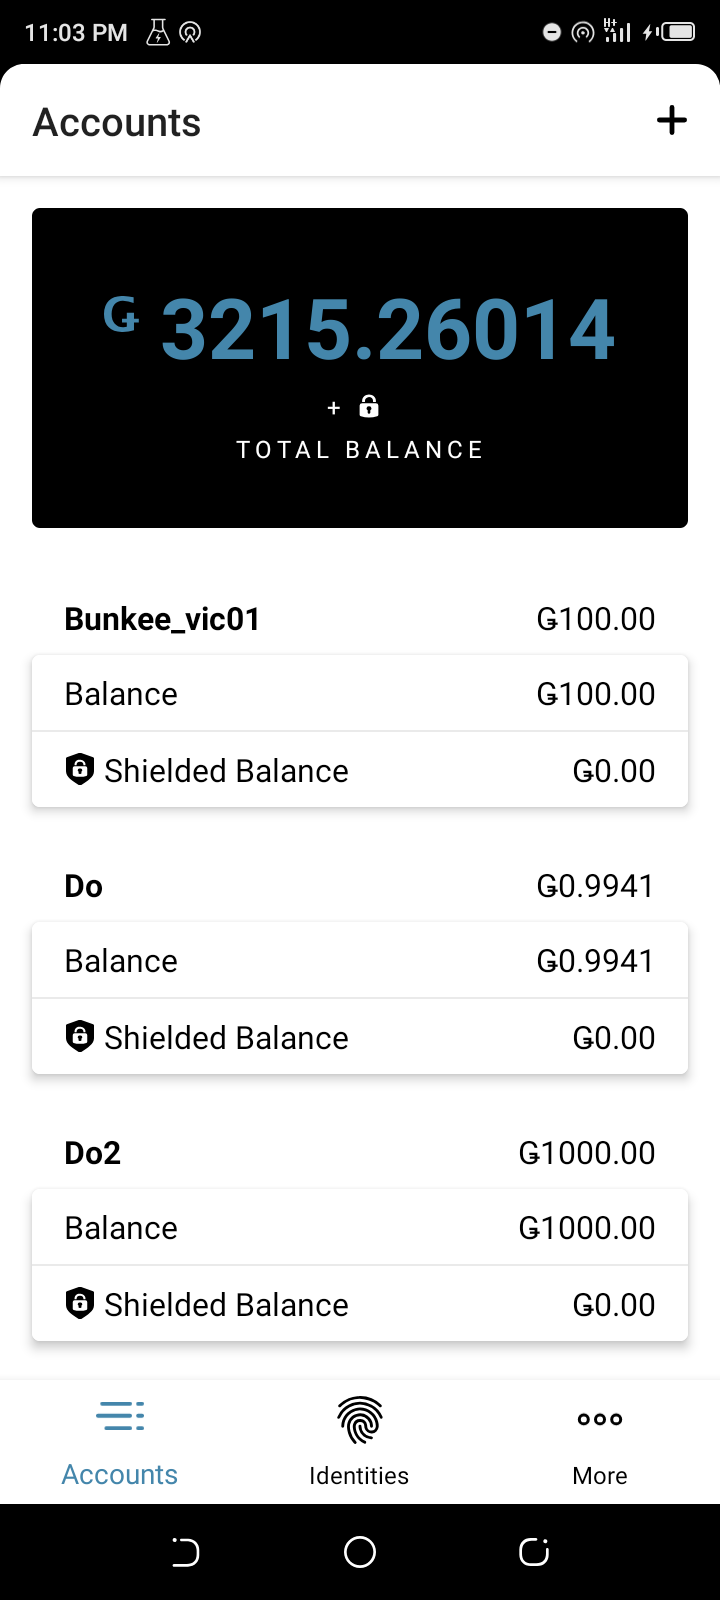 11:03 PM H+
Accounts +
Ǥ 3215.26014
+
TOTAL BALANCE
Bunkee_vic01 Ǥ100.00
Balance Ǥ100.00
Shielded Balance Ǥ0.00
Do Ǥ0.9941
Balance Ǥ0.9941
Shielded Balance Ǥ0.00
Do2 Ǥ1000.00
Balance Ǥ1000.00
Shielded Balance Ǥ0.00
Accounts Identities More